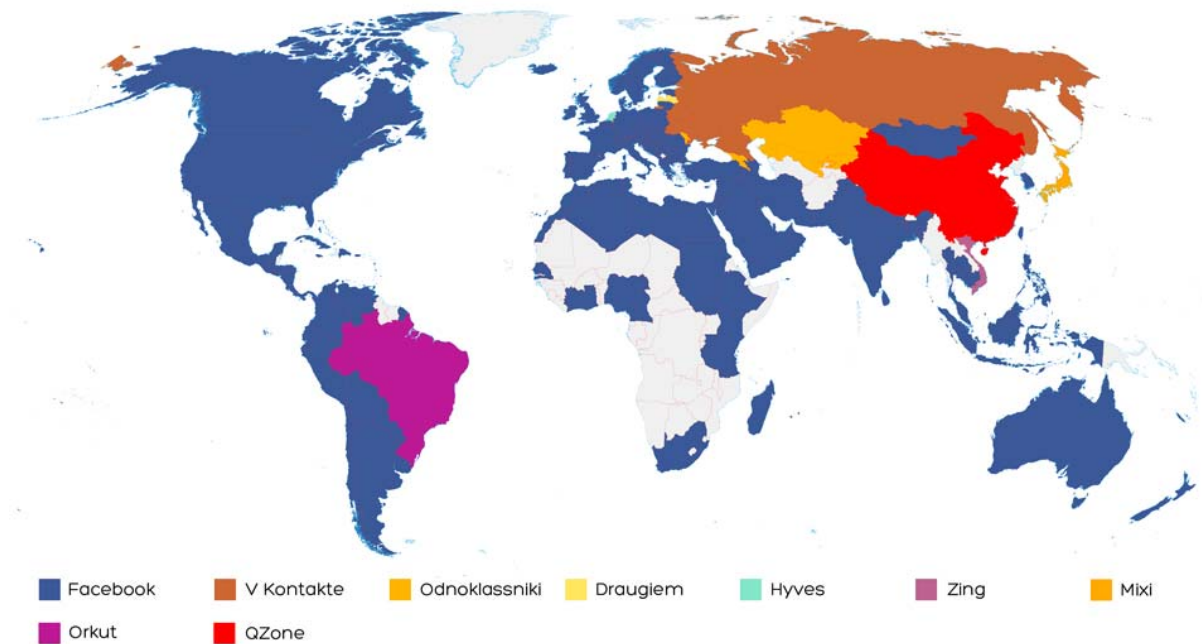 Facebook V Kontakte Odnoklassniki Draugiem Hyves Zing Mixi
Orkut QZone